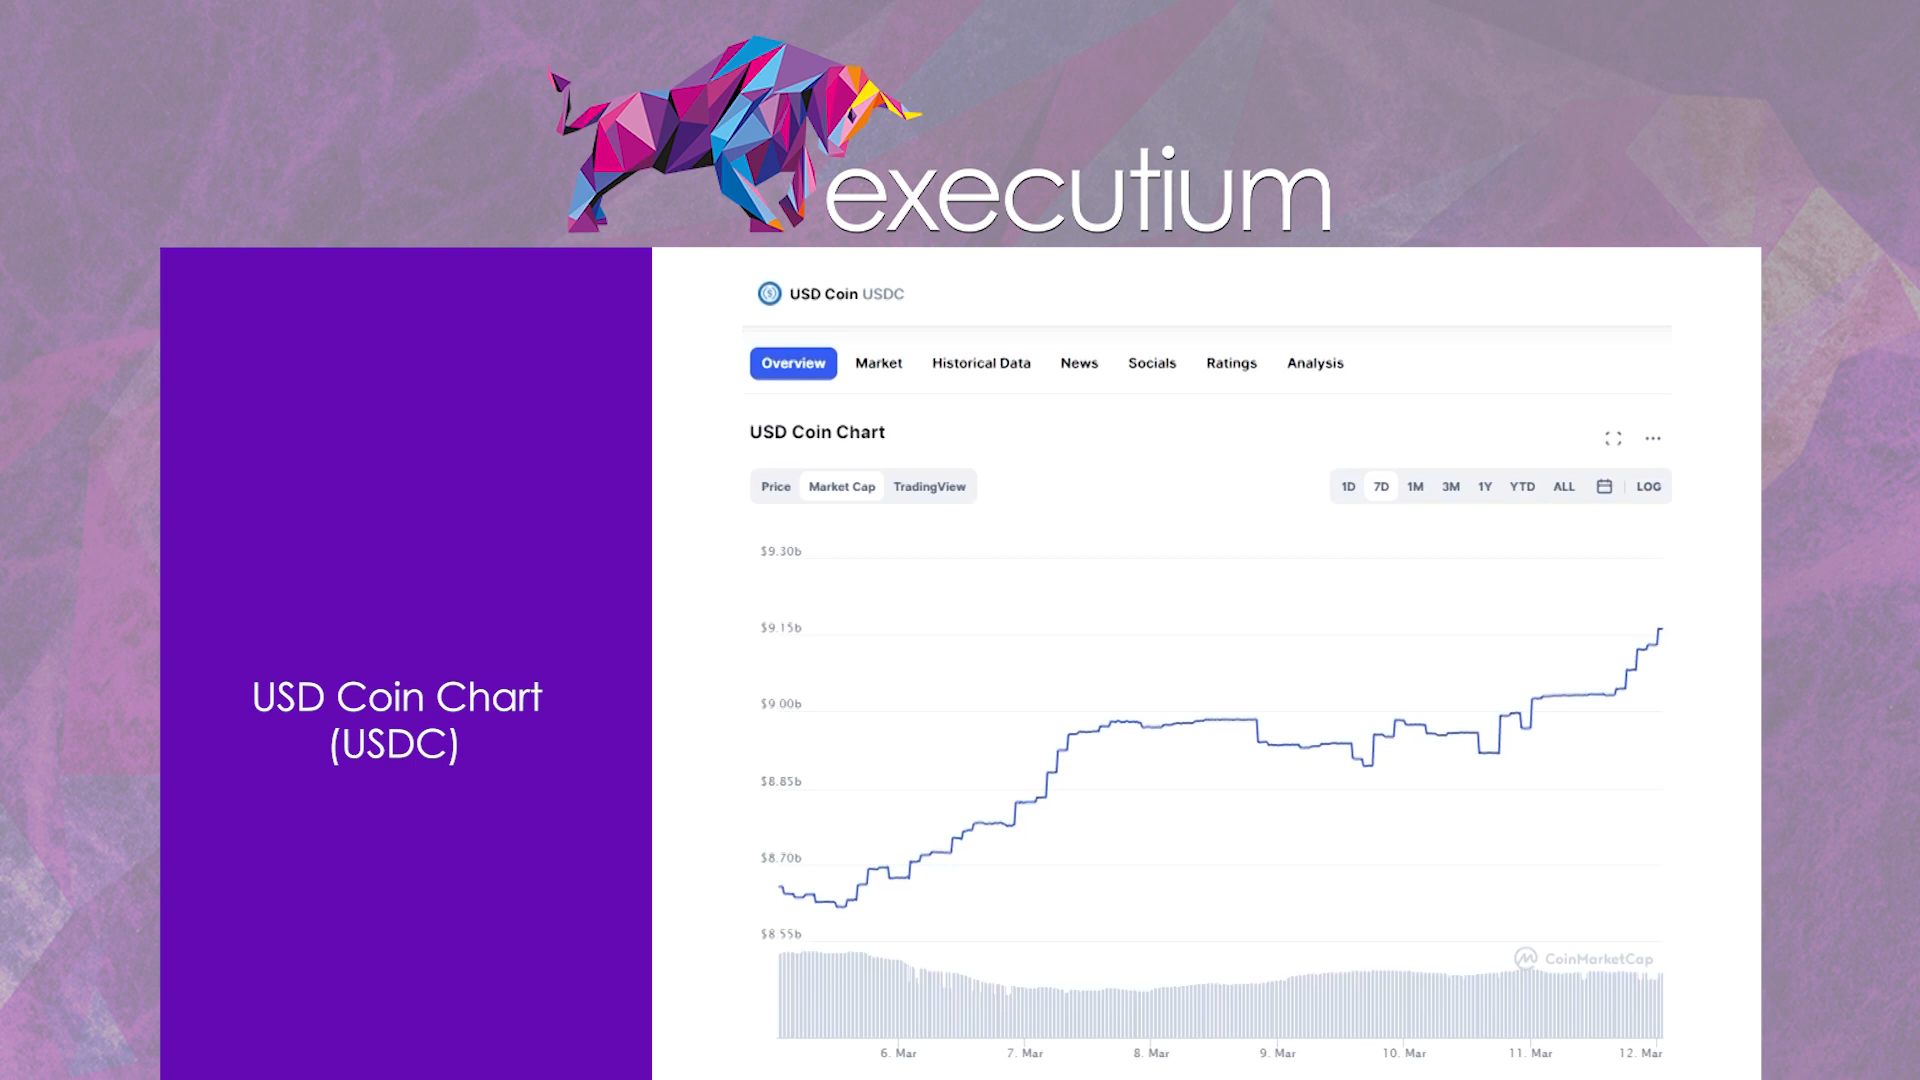 executium
USD Coin Chart
(USDC)
USD Coin USDC
Overview Market Historical Data News Socials Ratings Analysis
USD Coin Chart
Price Market Cap TradingView 1D 7D 1M 3M 1Y YTD ALL LOG
$9.30b
$9.15b
$9.00b
$8.85b
$8.70b
$8.55b
CoinMarketCap
6. Mar 7. Mar 8. Mar 9. Mar 10. Mar 11. Mar 12. Mar